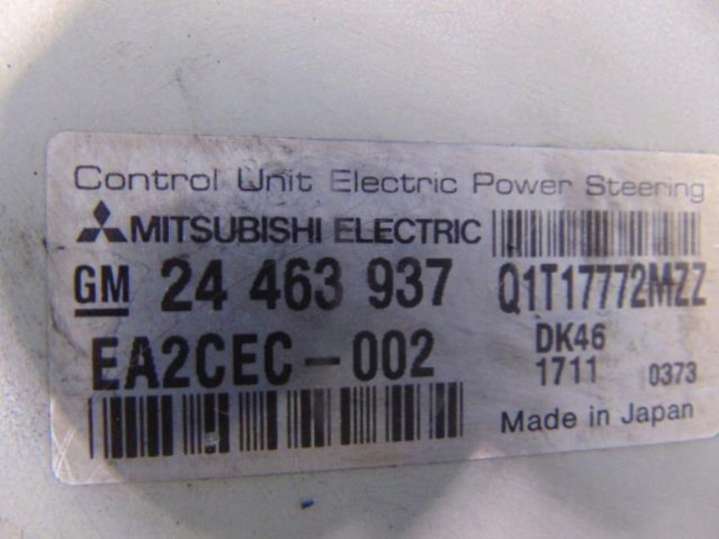 Control Unit Electric Power Steering
MITSUBISHI ELECTRIC
GM 24 463 937 Q1T17772MZZ
EA2CEC-002 DK46
1711 0373
Made in Japan